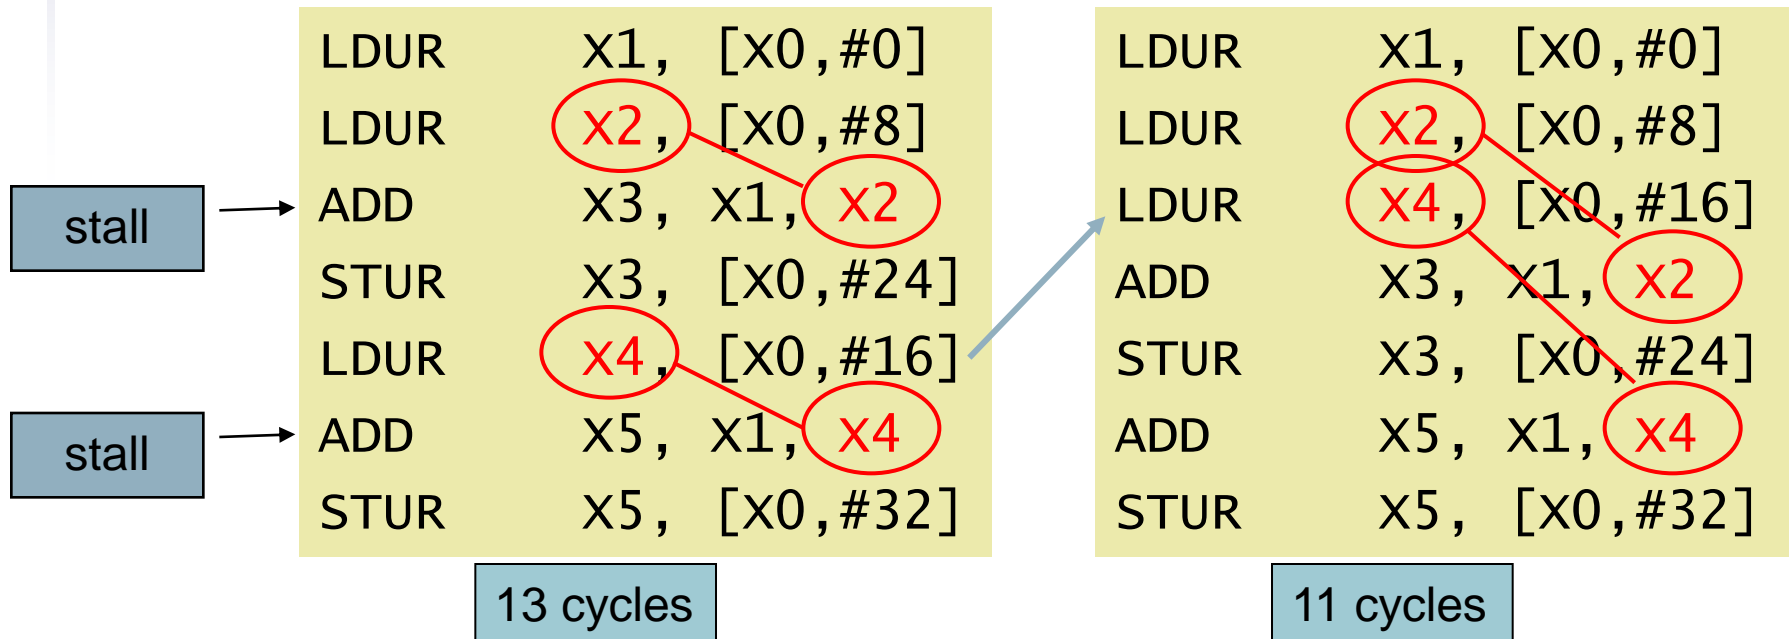 LDUR X1, [X0,#0]
LDUR X2, [X0,#8]
stall
ADD X3, X1, X2
STUR X3, [X0,#24]
LDUR X4, [X0,#16]
stall
ADD X5, X1, X4
STUR X5, [X0,#32]
13 cycles
LDUR X1, [X0,#0]
LDUR X2, [X0,#8]
LDUR X4, [X0,#16]
ADD X3, X1, X2
STUR X3, [X0,#24]
ADD X5, X1, X4
STUR X5, [X0,#32]
11 cycles